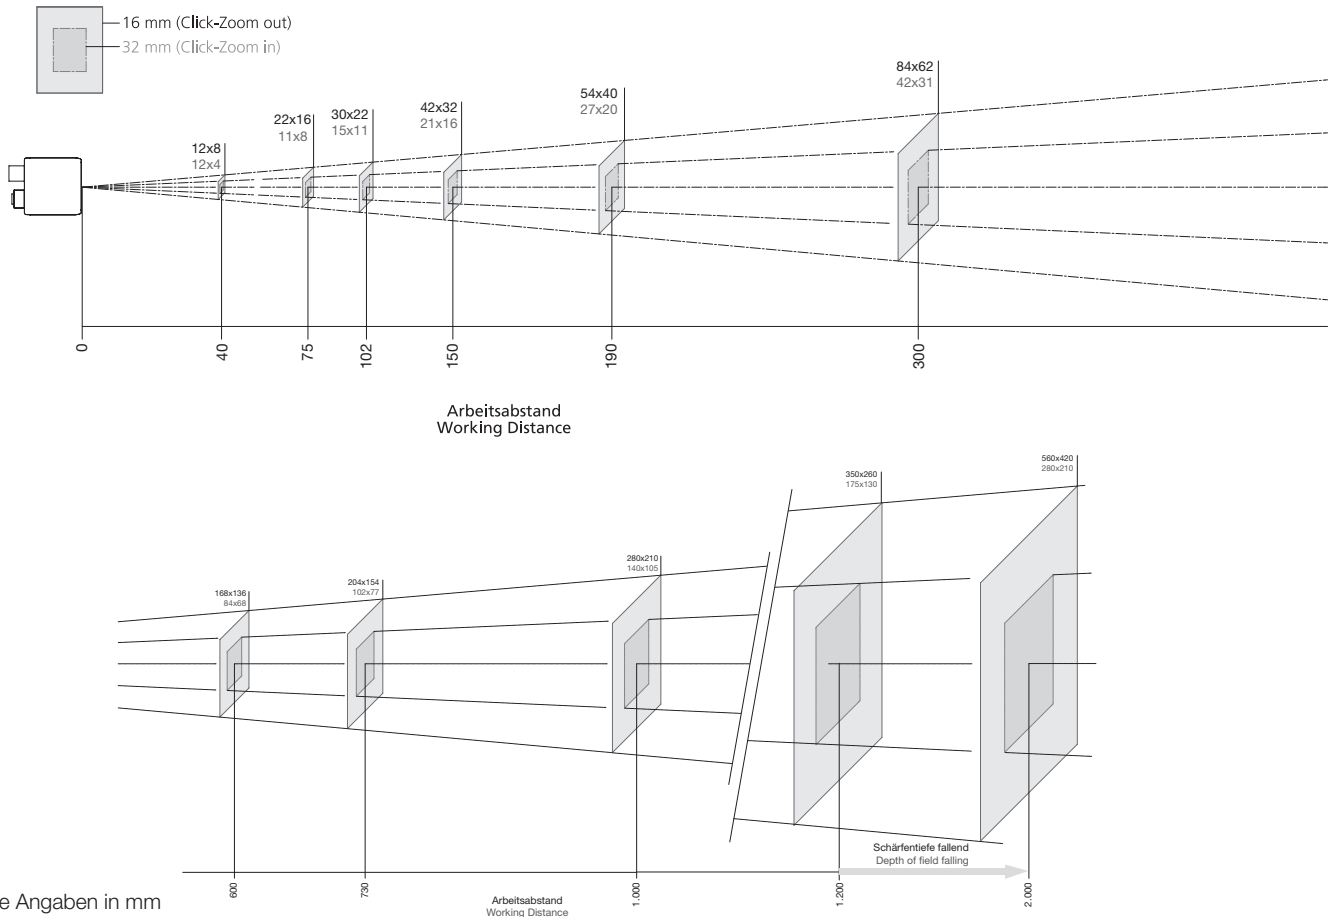 16 mm (Click-Zoom out)
32 mm (Click-Zoom in)
12x8
12x4
22x16
11x8
30x22
15x11
42x32
21x16
54x40
27x20
84x62
42x31
0
40
75
102
150
190
300
Arbeitsabstand
Working Distance
168x136
84x68
204x154
102x77
280x210
140x105
350x260
175x130
560x420
280x210
Schärfentiefe fallend
Depth of field falling
600
730
1.000
1.200
2.000
Arbeitsabstand
Working Distance
e Angaben in mm